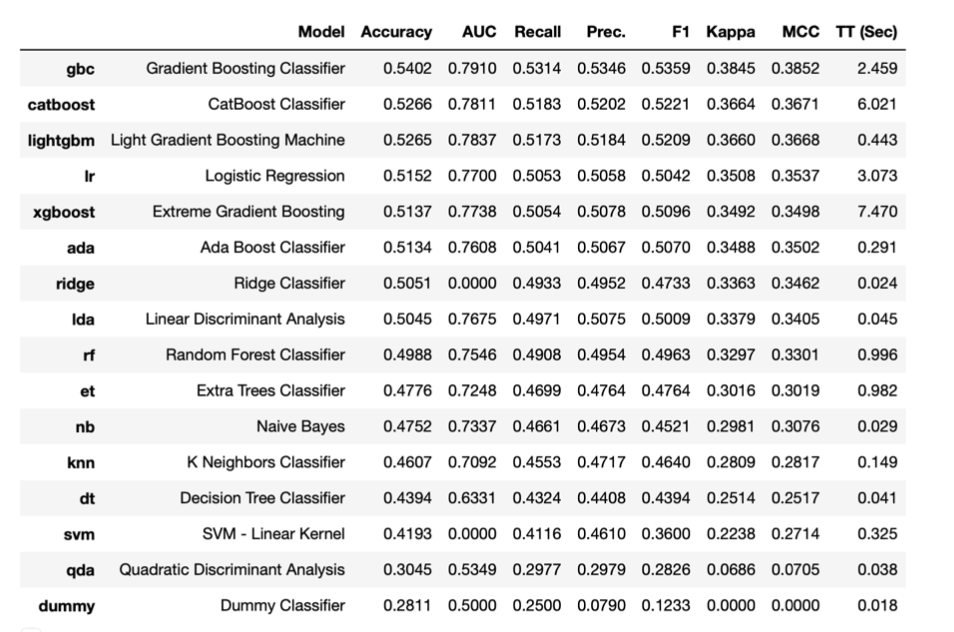 Model Accuracy AUC Recall Prec. F1 Kappa MCC TT (Sec)
gbc Gradient Boosting Classifier 0.5402 0.7910 0.5314 0.5346 0.5359 0.3845 0.3852 2.459
catboost CatBoost Classifier 0.5266 0.7811 0.5183 0.5202 0.5221 0.3664 0.3671 6.021
lightgbm Light Gradient Boosting Machine 0.5265 0.7837 0.5173 0.5184 0.5209 0.3660 0.3668 0.443
lr Logistic Regression 0.5152 0.7700 0.5053 0.5058 0.5042 0.3508 0.3537 3.073
xgboost Extreme Gradient Boosting 0.5137 0.7738 0.5054 0.5078 0.5096 0.3492 0.3498 7.470
ada Ada Boost Classifier 0.5134 0.7608 0.5041 0.5067 0.5070 0.3488 0.3502 0.291
ridge Ridge Classifier 0.5051 0.0000 0.4933 0.4952 0.4733 0.3363 0.3462 0.024
lda Linear Discriminant Analysis 0.5045 0.7675 0.4971 0.5075 0.5009 0.3379 0.3405 0.045
rf Random Forest Classifier 0.4988 0.7546 0.4908 0.4954 0.4963 0.3297 0.3301 0.996
et Extra Trees Classifier 0.4776 0.7248 0.4699 0.4764 0.4764 0.3016 0.3019 0.982
nb Naive Bayes 0.4752 0.7337 0.4661 0.4673 0.4521 0.2981 0.3076 0.029
knn K Neighbors Classifier 0.4607 0.7092 0.4553 0.4717 0.4640 0.2809 0.2817 0.149
dt Decision Tree Classifier 0.4394 0.6331 0.4324 0.4408 0.4394 0.2514 0.2517 0.041
svm SVM - Linear Kernel 0.4193 0.0000 0.4116 0.4610 0.3600 0.2238 0.2714 0.325
qda Quadratic Discriminant Analysis 0.3045 0.5349 0.2977 0.2979 0.2826 0.0686 0.0705 0.038
dummy Dummy Classifier 0.2811 0.5000 0.2500 0.0790 0.1233 0.0000 0.0000 0.018